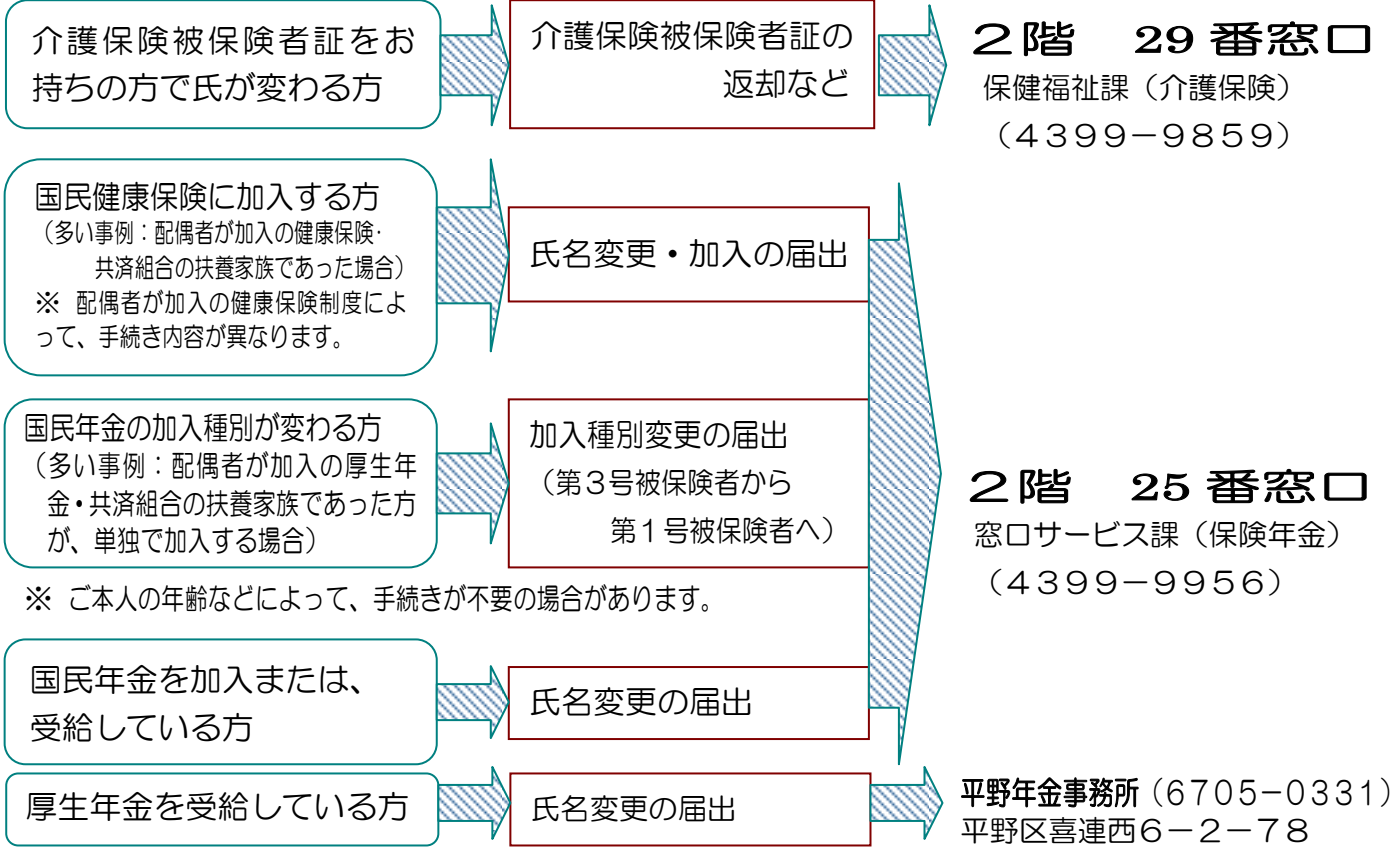 介護保険被保険者証をお
持ちの方で氏が変わる方
介護保険被保険者証の
返却など
２階　29 番窓口
保健福祉課（介護保険）
（４３９９－９８５９）
国民健康保険に加入する方
（多い事例：配偶者が加入の健康保険・
共済組合の扶養家族であった場合）
※ 配偶者が加入の健康保険制度によ
って、手続き内容が異なります。
氏名変更・加入の届出
国民年金の加入種別が変わる方
（多い事例：配偶者が加入の厚生年
金・共済組合の扶養家族であった方
が、単独で加入する場合）
加入種別変更の届出
（第３号被保険者から
第１号被保険者へ）
２階　25 番窓口
窓口サービス課（保険年金）
（４３９９－９９５６）
※ ご本人の年齢などによって、手続きが不要の場合があります。
国民年金を加入または、
受給している方
氏名変更の届出
厚生年金を受給している方
氏名変更の届出
平野年金事務所（６７０５－０３３１）
平野区喜連西６－２－７８